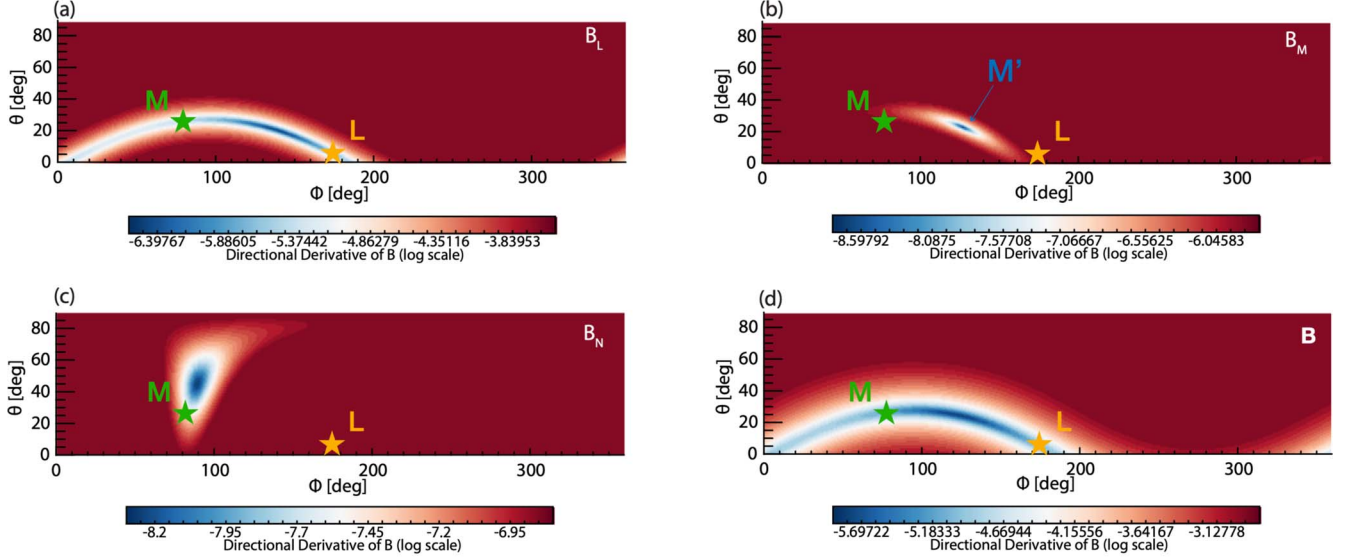 (a)
B_L
M
L
80
60
40
20
0
θ [deg]
0 100 200 300
Φ [deg]
-6.39767 -5.88605 -5.37442 -4.86279 -4.35116 -3.83953
Directional Derivative of B (log scale)
(b)
B_M
M'
M
L
80
60
40
20
0
θ [deg]
0 100 200 300
Φ [deg]
-8.59792 -8.0875 -7.57708 -7.06667 -6.55625 -6.04583
Directional Derivative of B (log scale)
(c)
B_N
M
L
80
60
40
20
0
θ [deg]
0 100 200 300
Φ [deg]
-8.2 -7.95 -7.7 -7.45 -7.2 -6.95
Directional Derivative of B (log scale)
(d)
B
M
L
80
60
40
20
0
θ [deg]
0 100 200 300
Φ [deg]
-5.69722 -5.18333 -4.66944 -4.15556 -3.64167 -3.12778
Directional Derivative of B (log scale)